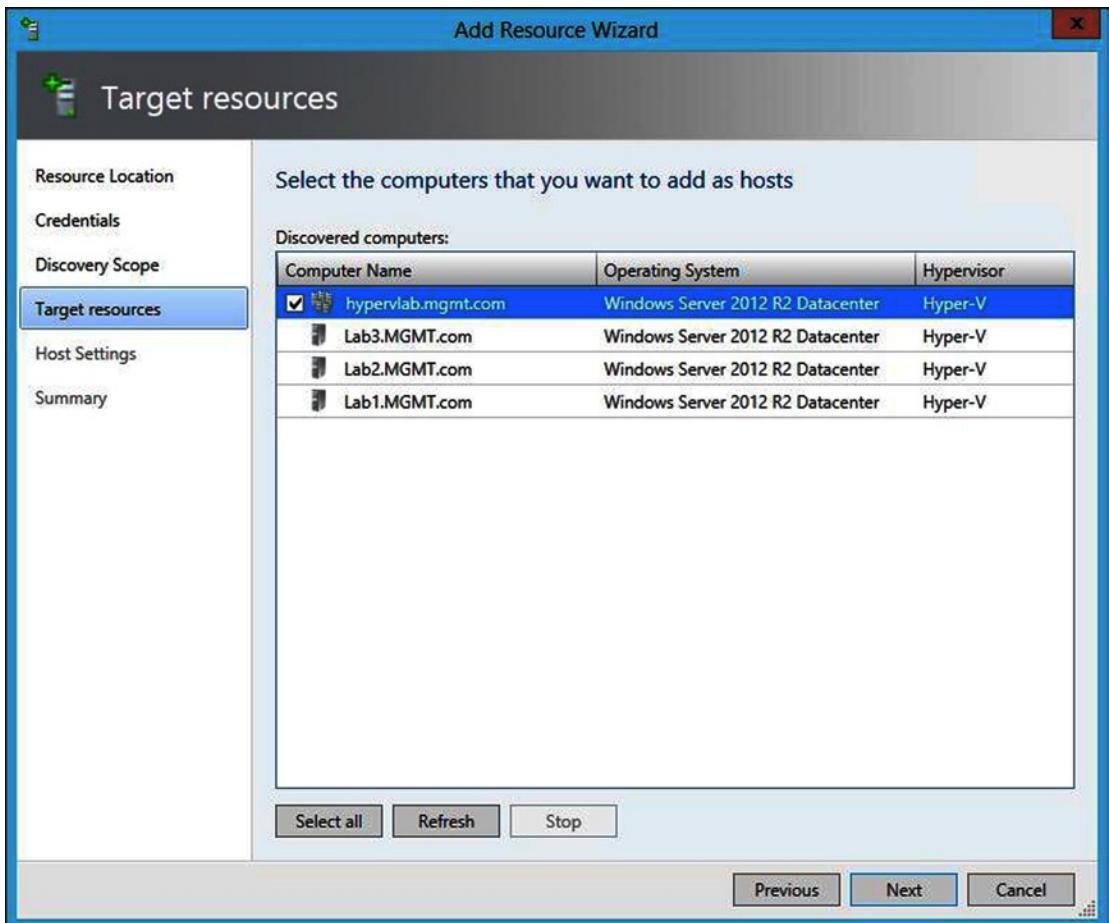 Add Resource Wizard
x
Target resources
Resource Location
Credentials
Discovery Scope
Target resources
Host Settings
Summary
Select the computers that you want to add as hosts
Discovered computers:
Computer Name Operating System Hypervisor
hypervlab.mgmt.com Windows Server 2012 R2 Datacenter Hyper-V
Lab3.MGMT.com Windows Server 2012 R2 Datacenter Hyper-V
Lab2.MGMT.com Windows Server 2012 R2 Datacenter Hyper-V
Lab1.MGMT.com Windows Server 2012 R2 Datacenter Hyper-V
Select all Refresh Stop
Previous Next Cancel